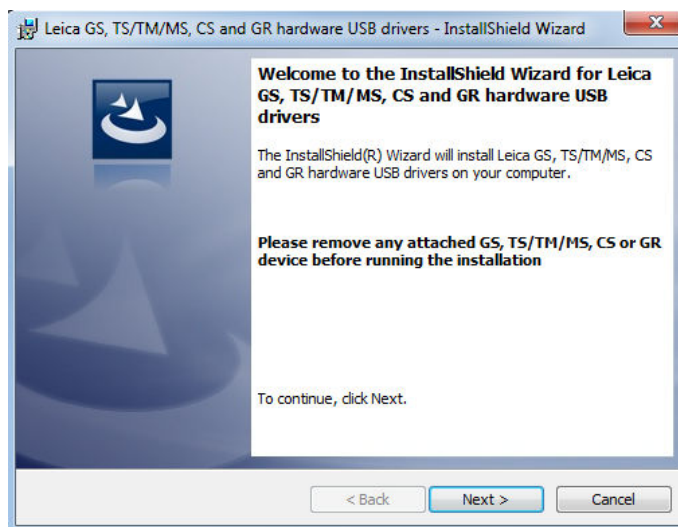 Leica GS, TS/TM/MS, CS and GR hardware USB drivers - InstallShield Wizard
Welcome to the InstallShield Wizard for Leica
GS, TS/TM/MS, CS and GR hardware USB
drivers
The InstallShield(R) Wizard will install Leica GS, TS/TM/MS, CS
and GR hardware USB drivers on your computer.
Please remove any attached GS, TS/TM/MS, CS or GR
device before running the installation
To continue, click Next.
< Back
Next >
Cancel